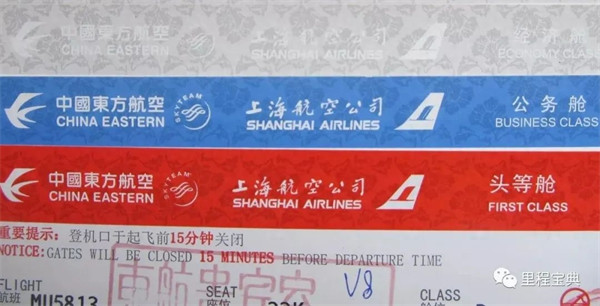 中國東方航空 CHINA EASTERN SKYTEAM 上海航空公司 SHANGHAI AIRLINES 经济舱 ECONOMY CLASS
中國東方航空 CHINA EASTERN SKYTEAM 上海航空公司 SHANGHAI AIRLINES 公务舱 BUSINESS CLASS
中國東方航空 CHINA EASTERN SKYTEAM 上海航空公司 SHANGHAI AIRLINES 头等舱 FIRST CLASS
重要提示：登机口于起飞前15分钟关闭
NOTICE:GATES WILL BE CLOSED 15 MINUTES BEFORE DEPARTURE TIME
FLIGHT SEAT V8 CLASS
航班 MU5813 座位
里程宝典